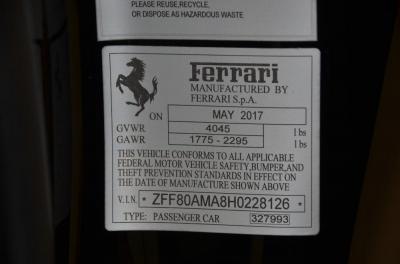 PLEASE REUSE, RECYCLE,
OR DISPOSE AS HAZARDOUS WASTE
Ferrari
MANUFACTURED BY
FERRARI S.p.A.
ON MAY 2017
GVWR 4045 lbs
GAWR 1775 - 2295 lbs
THIS VEHICLE CONFORMS TO ALL APPLICABLE
FEDERAL MOTOR VEHICLE SAFETY,BUMPER,AND
THEFT PREVENTION STANDARDS IN EFFECT ON
THE DATE OF MANUFACTURE SHOWN ABOVE
V.I.N. * ZFF80AMA8H0228126 *
TYPE: PASSENGER CAR 327993